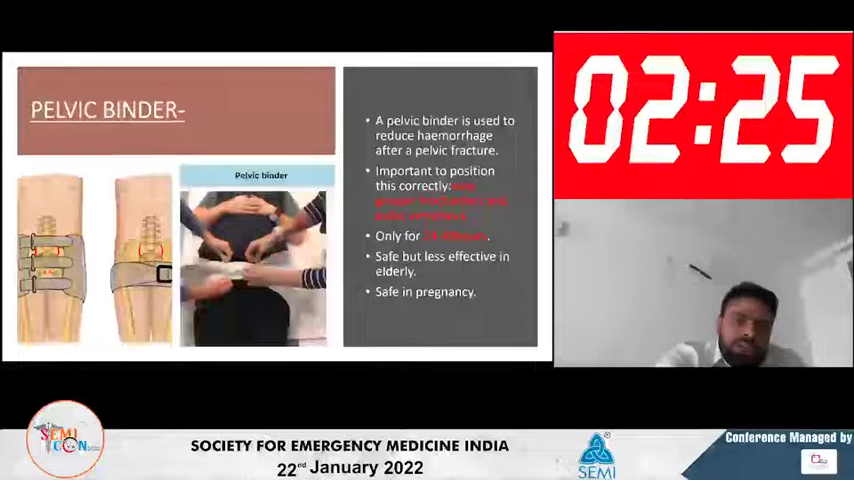 PELVIC BINDER-
Pelvic binder
• A pelvic binder is used to
reduce haemorrhage
after a pelvic fracture.
• Important to position
this correctly:
• Only for
• Safe but less effective in
elderly.
• Safe in pregnancy.
02:25
SEMI
CON
SOCIETY FOR EMERGENCY MEDICINE INDIA
22nd January 2022
SEMI
Conference Managed by